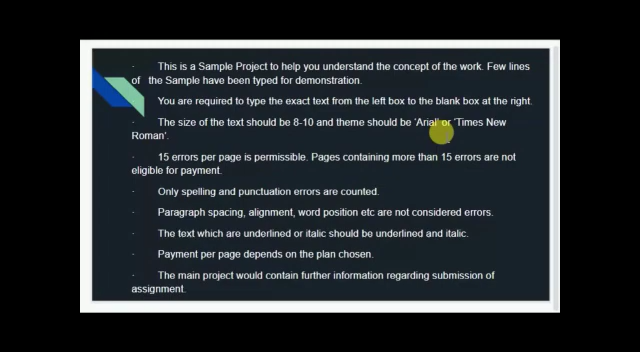 · This is a Sample Project to help you understand the concept of the work. Few lines
of the Sample have been typed for demonstration.
· You are required to type the exact text from the left box to the blank box at the right.
· The size of the text should be 8-10 and theme should be 'Arial' or 'Times New
Roman'.
· 15 errors per page is permissible. Pages containing more than 15 errors are not
eligible for payment.
· Only spelling and punctuation errors are counted.
· Paragraph spacing, alignment, word position etc are not considered errors.
· The text which are underlined or italic should be underlined and italic.
· Payment per page depends on the plan chosen.
· The main project would contain further information regarding submission of
assignment.